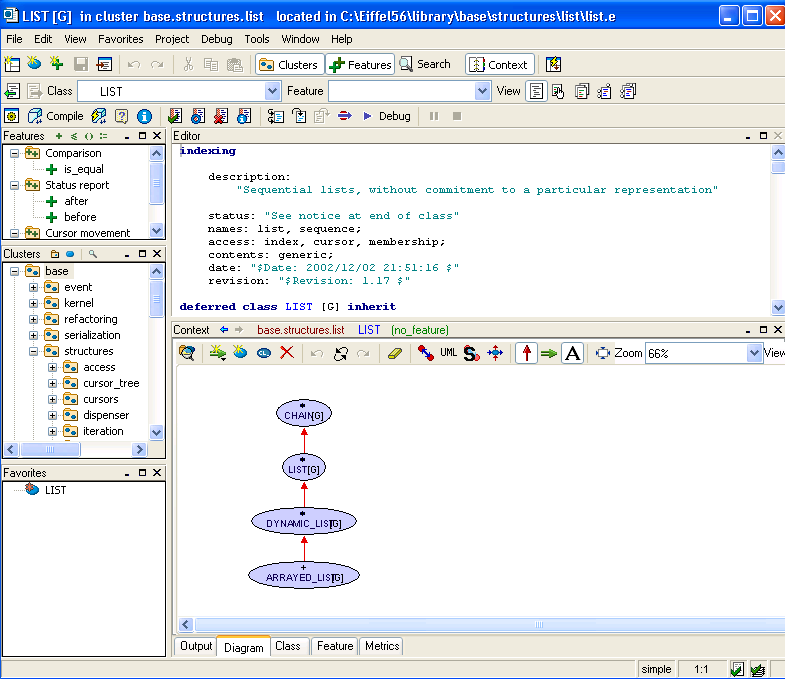 LIST [G] in cluster base.structures.list located in C:\Eiffel56\library\base\structures\list\list.e
File Edit View Favorites Project Debug Tools Window Help
Clusters Features Search Context
Class LIST Feature View
Compile Debug
Features
Comparison
is_equal
Status report
after
before
Cursor movement
Clusters
base
event
kernel
refactoring
serialization
structures
access
cursor_tree
cursors
dispenser
iteration
Favorites
LIST
Editor
indexing
description:
"Sequential lists, without commitment to a particular representation"
status: "See notice at end of class"
names: list, sequence;
access: index, cursor, membership;
contents: generic;
date: "$Date: 2002/12/02 21:51:16 $"
revision: "$Revision: 1.17 $"
deferred class LIST [G] inherit
Context base.structures.list LIST (no_feature)
CL UML S A Zoom 66% View
CHAIN[G]
LIST[G]
DYNAMIC_LIST[G]
ARRAYED_LIST[G]
Output Diagram Class Feature Metrics
simple 1:1